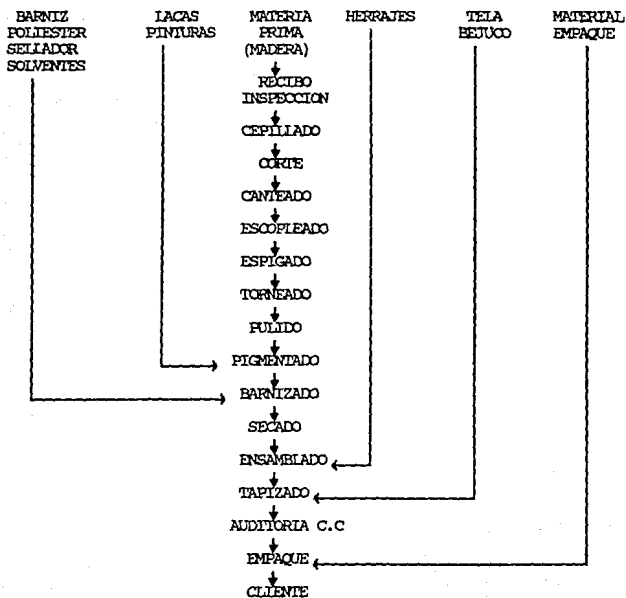 BARNIZ
POLIESTER
SELLADOR
SOLVENTES
LACAS
PINTURAS
MATERIA
PRIMA
(MADERA)
HERRAJES
TELA
BEJUCO
MATERIAL
EMPAQUE
RECIBO
INSPECCION
CEPILLADO
CORTE
CANTEADO
ESCOPLEADO
ESPIGADO
TORNEADO
PULIDO
PIGMENTADO
BARNIZADO
SECADO
ENSAMBLADO
TAPIZADO
AUDITORIA C.C
EMPAQUE
CLIENTE